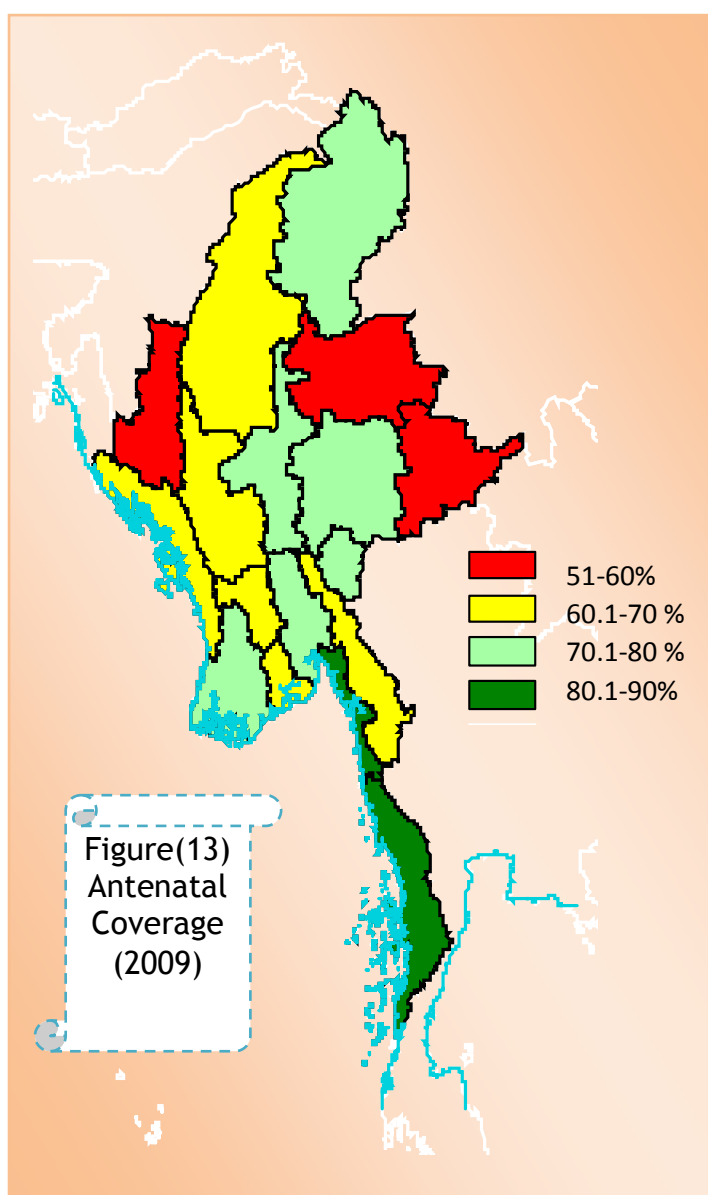 51-60%
60.1-70 %
70.1-80 %
80.1-90%
Figure(13)
Antenatal
Coverage
(2009)